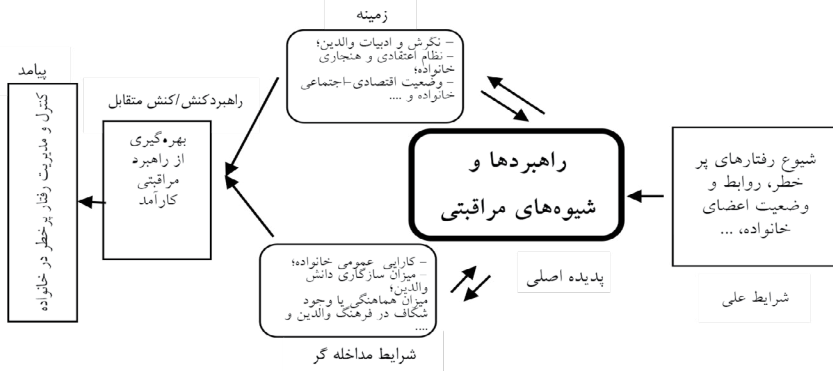 زمینه
– نگرش و ادبیات والدین؛
– نظام اعتقادی و هنجاری
خانواده؛
– وضعیت اقتصادی-اجتماعی
خانواده و ....
شیوع رفتارهای پر
خطر، روابط و
وضعیت اعضای
خانواده، ...
شرایط علی
راهبردها و
شیوه‌های مراقبتی
پدیده اصلی
– کارایی عمومی خانواده؛
– میزان سازگاری دانش
والدین؛
میزان هماهنگی یا وجود
شکاف در فرهنگ والدین و
....
شرایط مداخله گر
راهبردکنش/کنش متقابل
بهره‌گیری
از راهبرد
مراقبتی
کارآمد
پیامد
کنترل و مدیریت رفتار پرخطر در خانواده